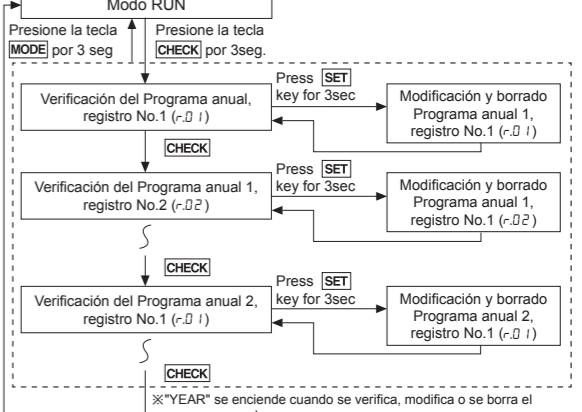 Modo RUN
Presione la tecla
MODE por 3 seg
Presione la tecla
CHECK por 3seg.
Verificación del Programa anual,
registro No.1 (r.01)
Press SET
key for 3sec
Modificación y borrado
Programa anual 1,
registro No.1 (r.01)
CHECK
Verificación del Programa anual 1,
registro No.2 (r.02)
Press SET
key for 3sec
Modificación y borrado
Programa anual 1,
registro No.1 (r.02)
CHECK
Verificación del Programa anual 2,
registro No.1 (r.01)
Press SET
key for 3sec
Modificación y borrado
Programa anual 2,
registro No.1 (r.01)
CHECK
※"YEAR" se enciende cuando se verifica, modifica o se borra el